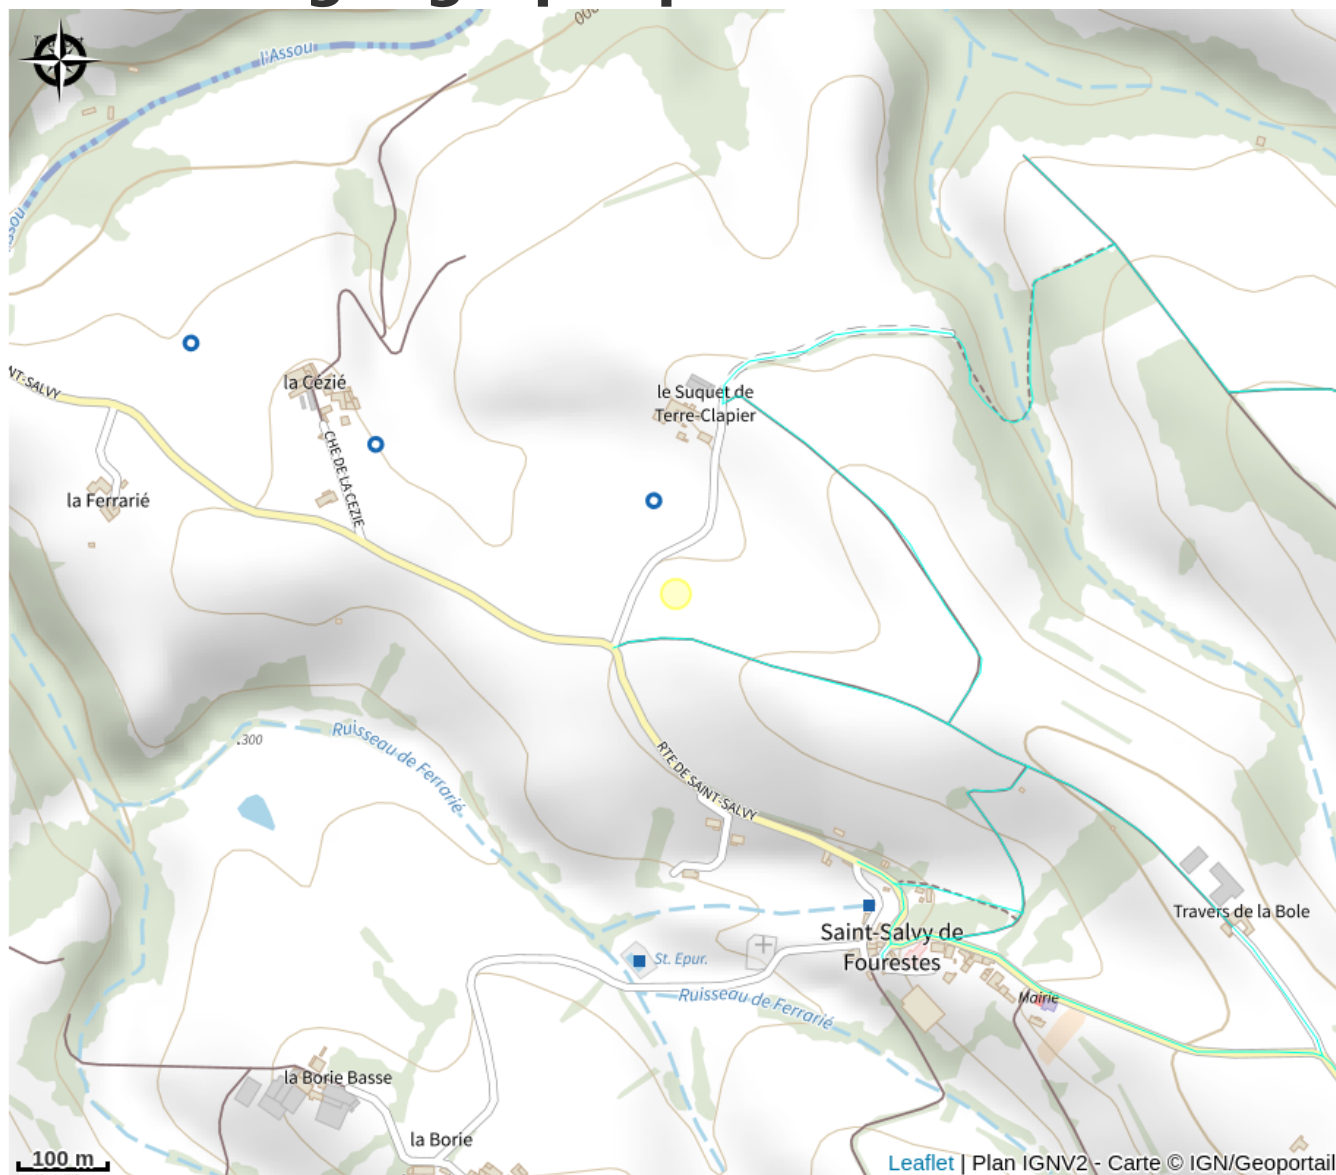 l'Assou
la Cézié
le Suquet de
Terre-Clapier
NT-SALVY
CHE DE LA CEZIE
la Ferrarié
300
Ruisseau de Ferrarié
RTE DE SAINT-SALVY
Travers de la Bole
Saint-Salvy de
Fourestes
St. Epur.
Mairie
Ruisseau de Ferrarié
la Borie Basse
la Borie
100 m
Leaflet | Plan IGNV2 - Carte © IGN/Geoportail